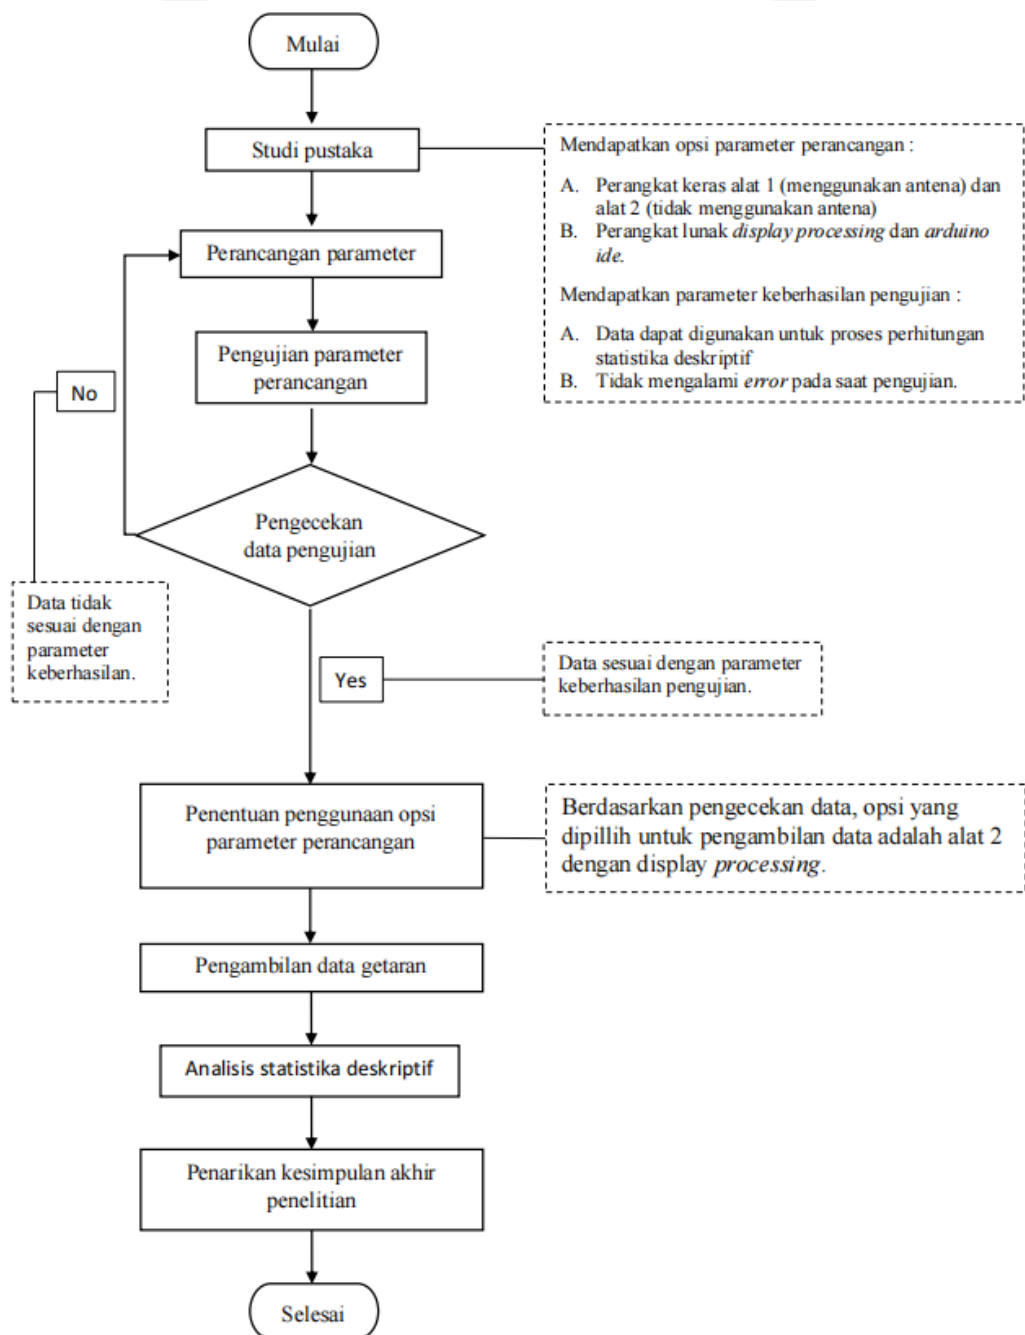 Mulai
Studi pustaka
Mendapatkan opsi parameter perancangan :
A. Perangkat keras alat 1 (menggunakan antena) dan
alat 2 (tidak menggunakan antena)
B. Perangkat lunak display processing dan arduino
ide.
Mendapatkan parameter keberhasilan pengujian :
A. Data dapat digunakan untuk proses perhitungan
statistika deskriptif
B. Tidak mengalami error pada saat pengujian.
Perancangan parameter
Pengujian parameter
perancangan
No
Pengecekan
data pengujian
Data tidak
sesuai dengan
parameter
keberhasilan.
Yes
Data sesuai dengan parameter
keberhasilan pengujian.
Penentuan penggunaan opsi
parameter perancangan
Berdasarkan pengecekan data, opsi yang
dipillih untuk pengambilan data adalah alat 2
dengan display processing.
Pengambilan data getaran
Analisis statistika deskriptif
Penarikan kesimpulan akhir
penelitian
Selesai